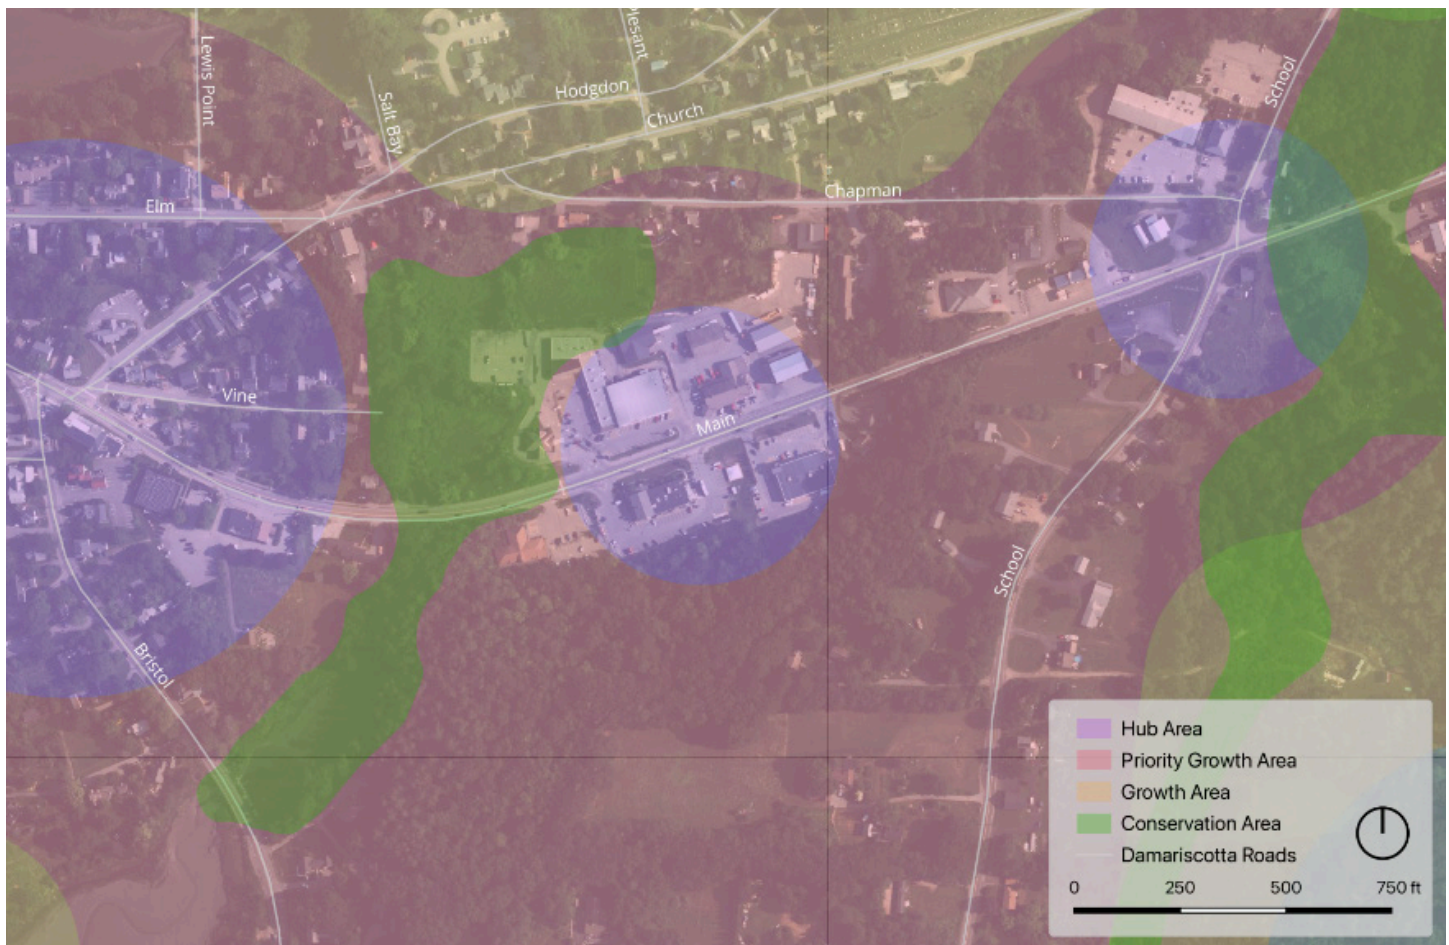 Lewis Point
Salt Bay
Hodgdon
Church
School
Elm
Chapman
Vine
Main
School
Bristol
Hub Area
Priority Growth Area
Growth Area
Conservation Area
Damariscotta Roads
0 250 500 750 ft